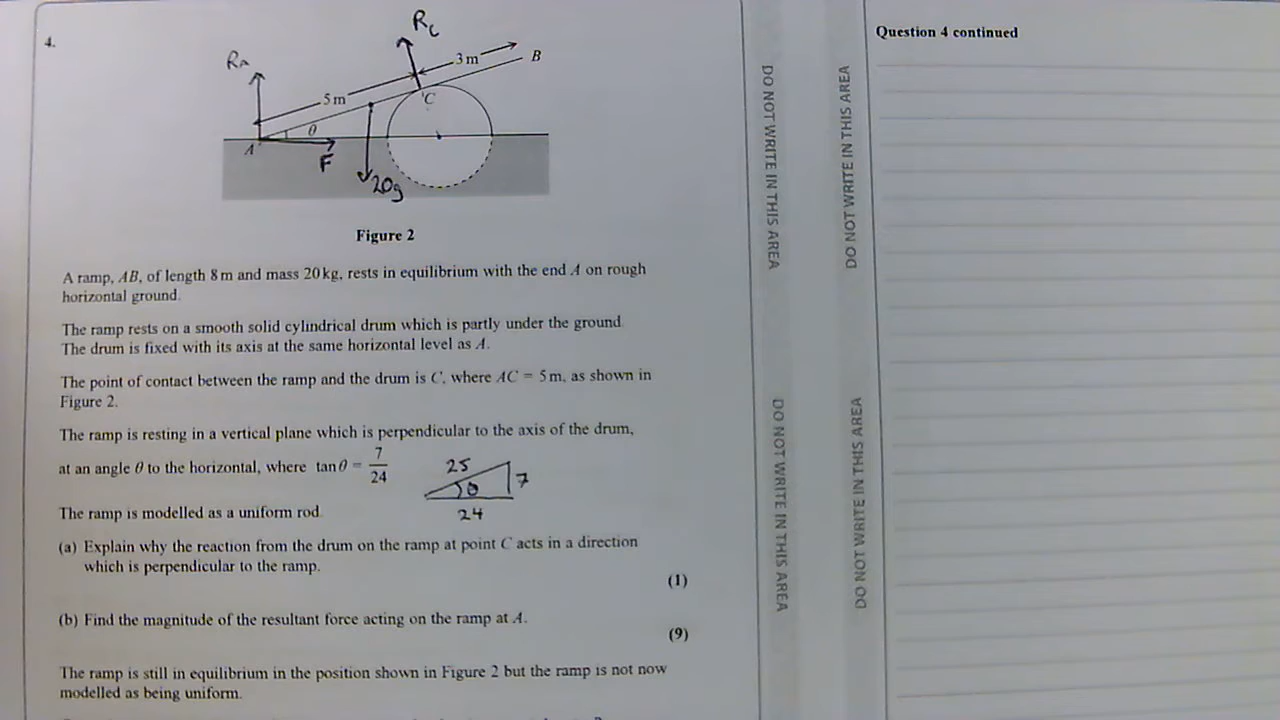 4.
R_C
R_A
3 m
B
5 m
C
θ
A
F
20g
Figure 2
A ramp, AB, of length 8 m and mass 20 kg, rests in equilibrium with the end A on rough
horizontal ground.
The ramp rests on a smooth solid cylindrical drum which is partly under the ground.
The drum is fixed with its axis at the same horizontal level as A.
The point of contact between the ramp and the drum is C, where AC = 5 m, as shown in
Figure 2.
The ramp is resting in a vertical plane which is perpendicular to the axis of the drum,
at an angle θ to the horizontal, where tan θ = 7/24
25
θ
7
24
The ramp is modelled as a uniform rod.
(a) Explain why the reaction from the drum on the ramp at point C acts in a direction
which is perpendicular to the ramp.
(1)
(b) Find the magnitude of the resultant force acting on the ramp at A.
(9)
The ramp is still in equilibrium in the position shown in Figure 2 but the ramp is not now
modelled as being uniform.
DO NOT WRITE IN THIS AREA
DO NOT WRITE IN THIS AREA
DO NOT WRITE IN THIS AREA
DO NOT WRITE IN THIS AREA
Question 4 continued